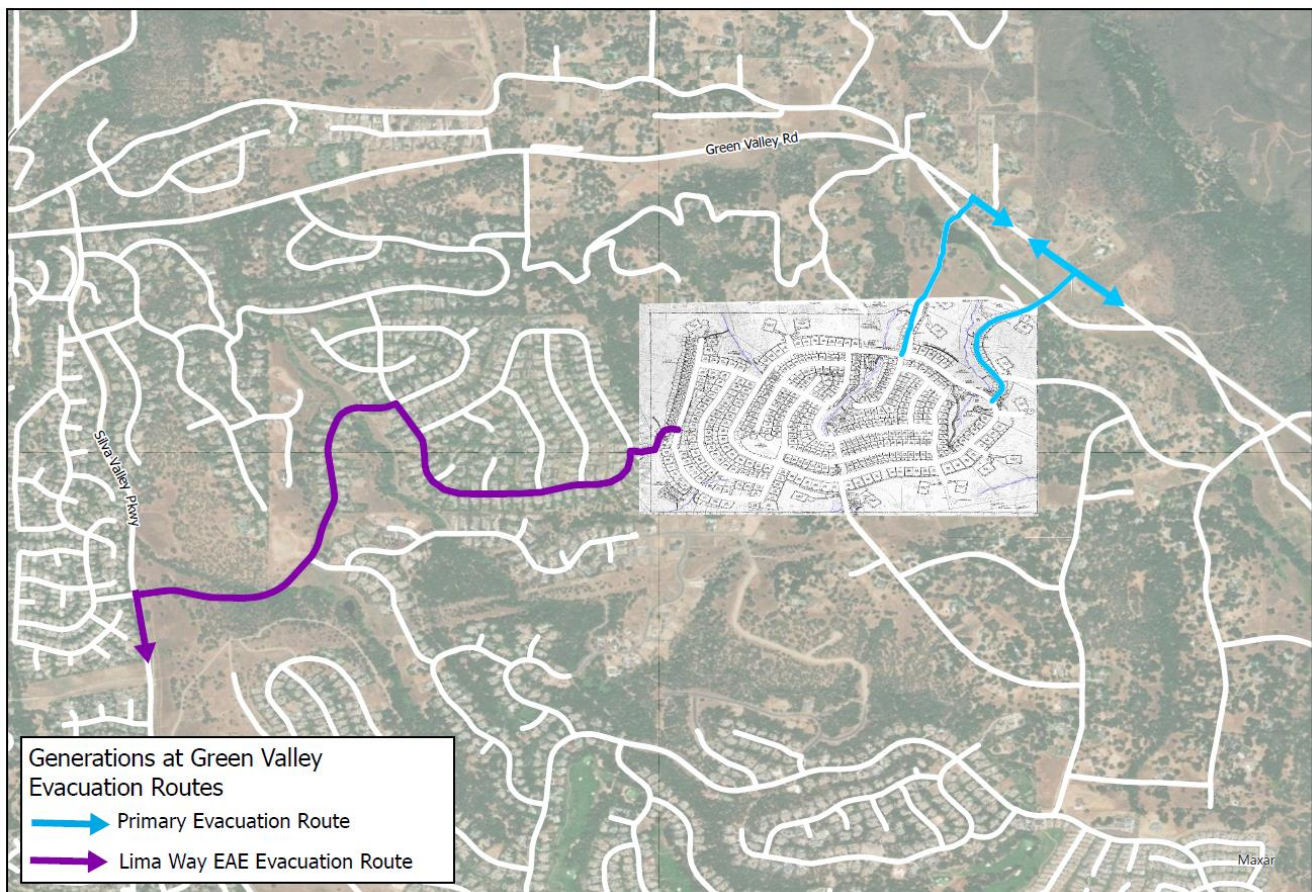 Green Valley Rd
Silva Valley Pkwy
Generations at Green Valley
Evacuation Routes
Primary Evacuation Route
Lima Way EAE Evacuation Route
Maxar